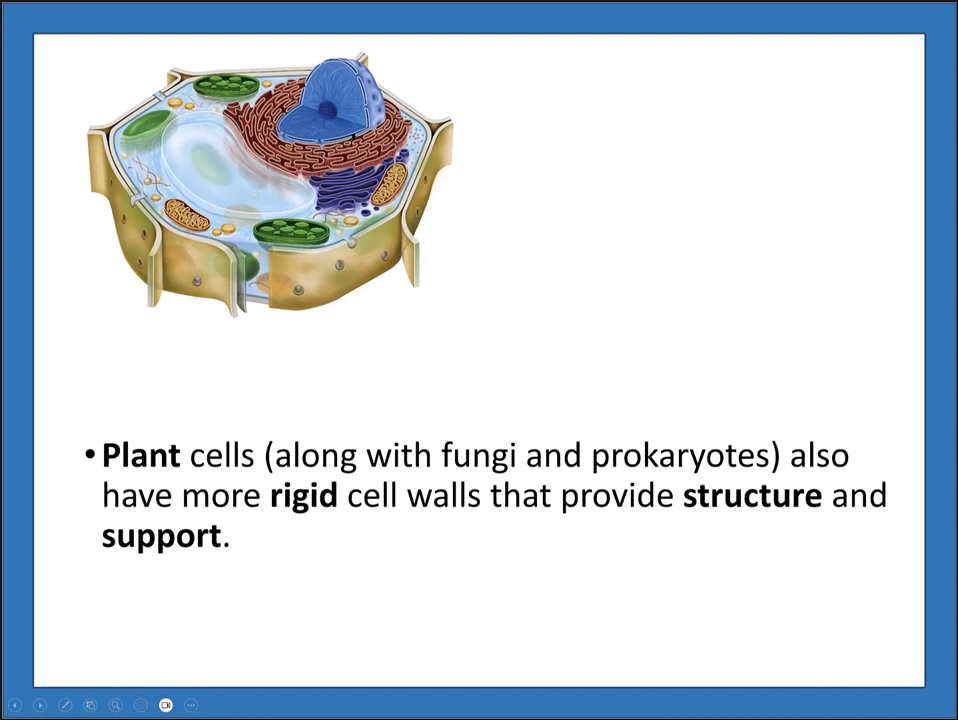 • Plant cells (along with fungi and prokaryotes) also
have more rigid cell walls that provide structure and
support.